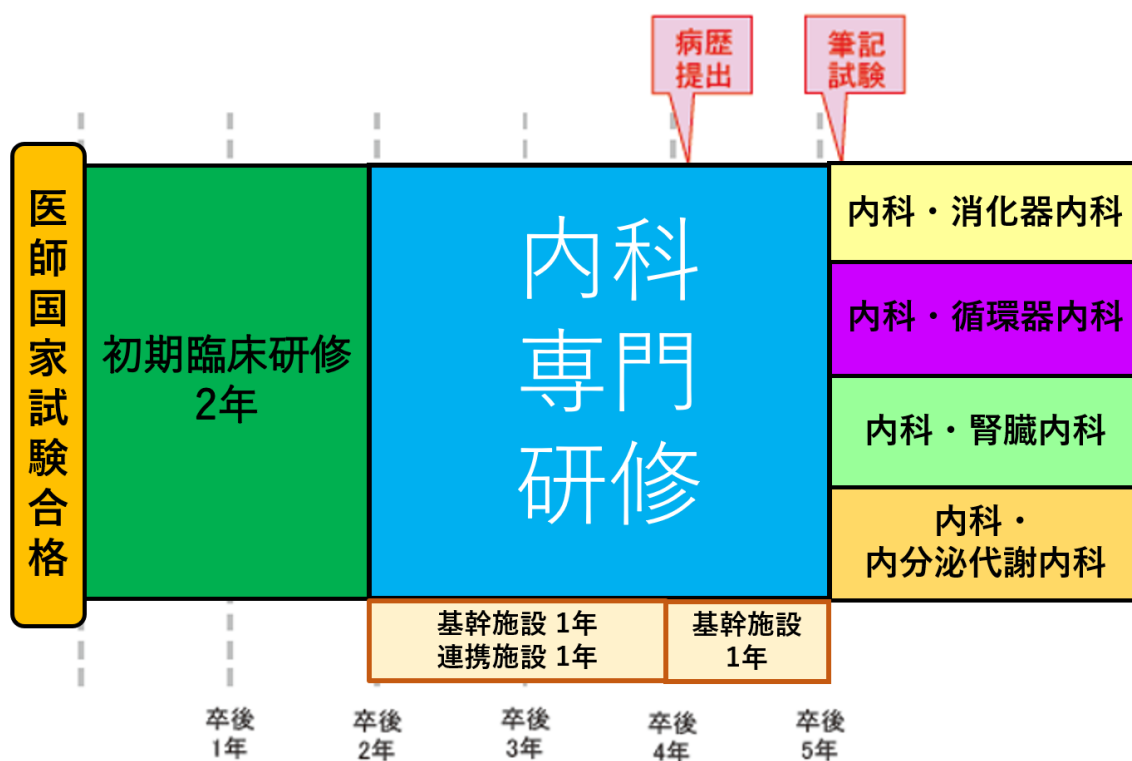 病歴
提出
筆記
試験
医師国家試験合格
初期臨床研修
2年
内科
専門
研修
内科・消化器内科
内科・循環器内科
内科・腎臓内科
内科・
内分泌代謝内科
基幹施設 1年
連携施設 1年
基幹施設
1年
卒後
1年
卒後
2年
卒後
3年
卒後
4年
卒後
5年